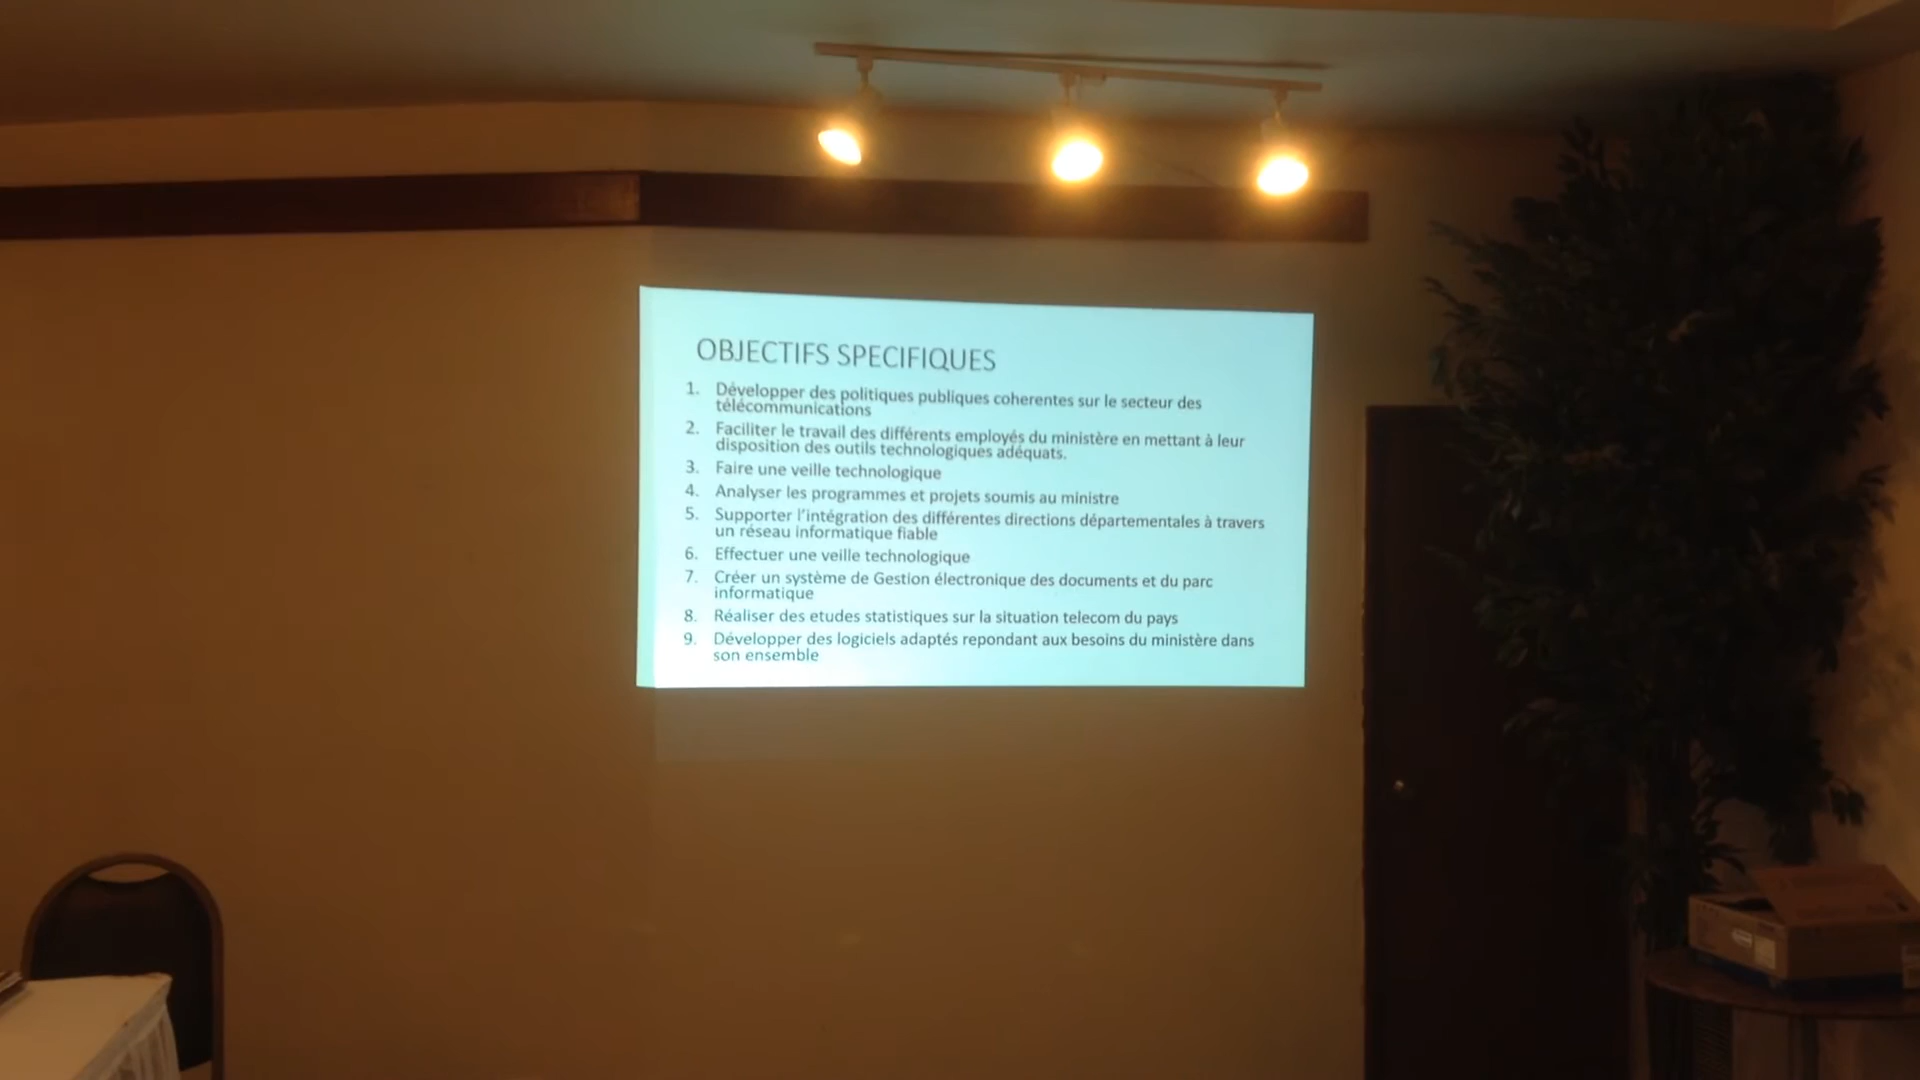 OBJECTIFS SPECIFIQUES
1. Développer des politiques publiques coherentes sur le secteur des
télécommunications
2. Faciliter le travail des différents employés du ministère en mettant à leur
disposition des outils technologiques adéquats.
3. Faire une veille technologique
4. Analyser les programmes et projets soumis au ministre
5. Supporter l'intégration des différentes directions départementales à travers
un réseau informatique fiable
6. Effectuer une veille technologique
7. Créer un système de Gestion électronique des documents et du parc
informatique
8. Réaliser des etudes statistiques sur la situation telecom du pays
9. Développer des logiciels adaptés repondant aux besoins du ministère dans
son ensemble